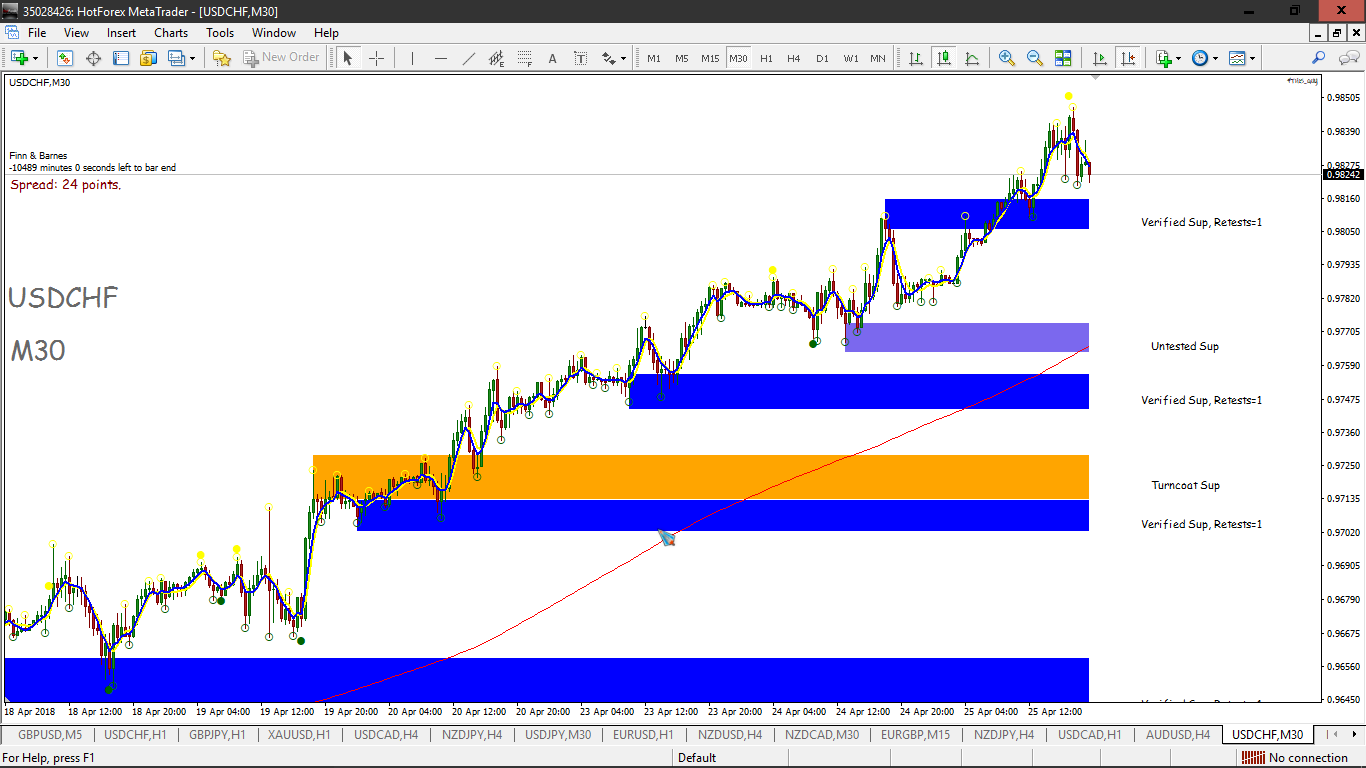 35028426: HotForex MetaTrader - [USDCHF,M30]
File View Insert Charts Tools Window Help
New Order A T M1 M5 M15 M30 H1 H4 D1 W1 MN
USDCHF,M30
Finn & Barnes
-10489 minutes 0 seconds left to bar end
Spread: 24 points.
USDCHF
M30
Verified Sup, Retests=1
Untested Sup
Verified Sup, Retests=1
Turncoat Sup
Verified Sup, Retests=1
0.98505
0.98390
0.98275
0.98242
0.98160
0.98050
0.97935
0.97820
0.97705
0.97590
0.97475
0.97360
0.97250
0.97135
0.97020
0.96905
0.96790
0.96675
0.96560
0.96450
18 Apr 2018 18 Apr 12:00 18 Apr 20:00 19 Apr 04:00 19 Apr 12:00 19 Apr 20:00 20 Apr 04:00 20 Apr 12:00 20 Apr 20:00 23 Apr 04:00 23 Apr 12:00 23 Apr 20:00 24 Apr 04:00 24 Apr 12:00 24 Apr 20:00 25 Apr 04:00 25 Apr 12:00
GBPUSD,M5 USDCHF,H1 GBPJPY,H1 XAUUSD,H1 USDCAD,H4 NZDJPY,H4 USDJPY,M30 EURUSD,H1 NZDUSD,H4 NZDCAD,M30 EURGBP,M15 NZDJPY,H4 USDCAD,H1 AUDUSD,H4 USDCHF,M30
For Help, press F1 Default No connection